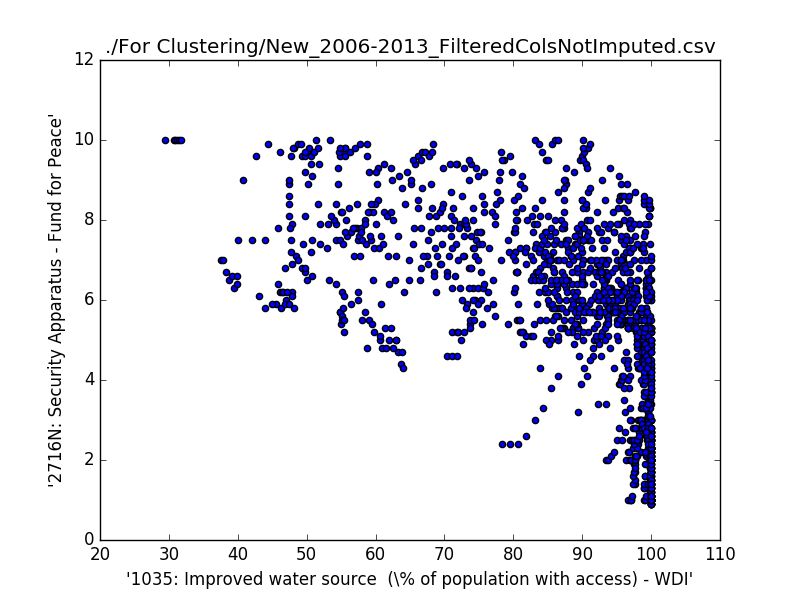 ./For Clustering/New_2006-2013_FilteredColsNotImputed.csv
12
10
8
6
4
2
0
'2716N: Security Apparatus - Fund for Peace'
20 30 40 50 60 70 80 90 100 110
'1035: Improved water source  (\% of population with access) - WDI'